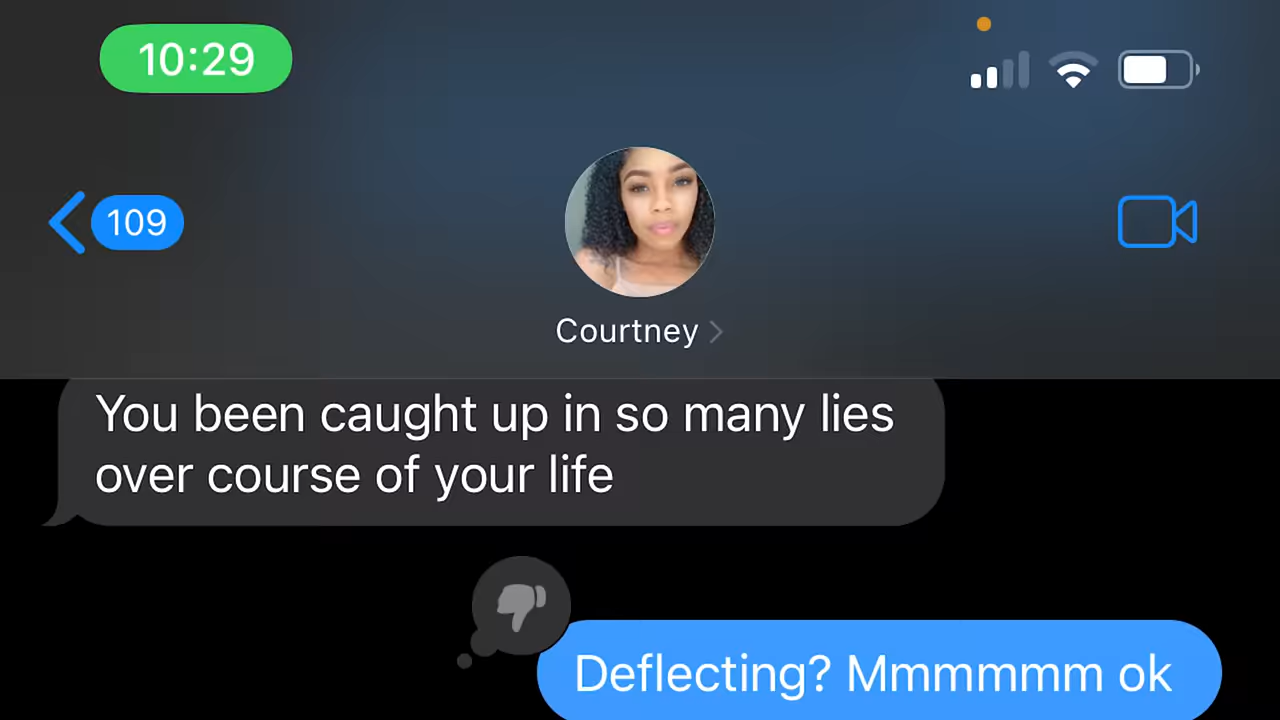 10:29
109
Courtney
You been caught up in so many lies
over course of your life
Deflecting? Mmmmmm ok